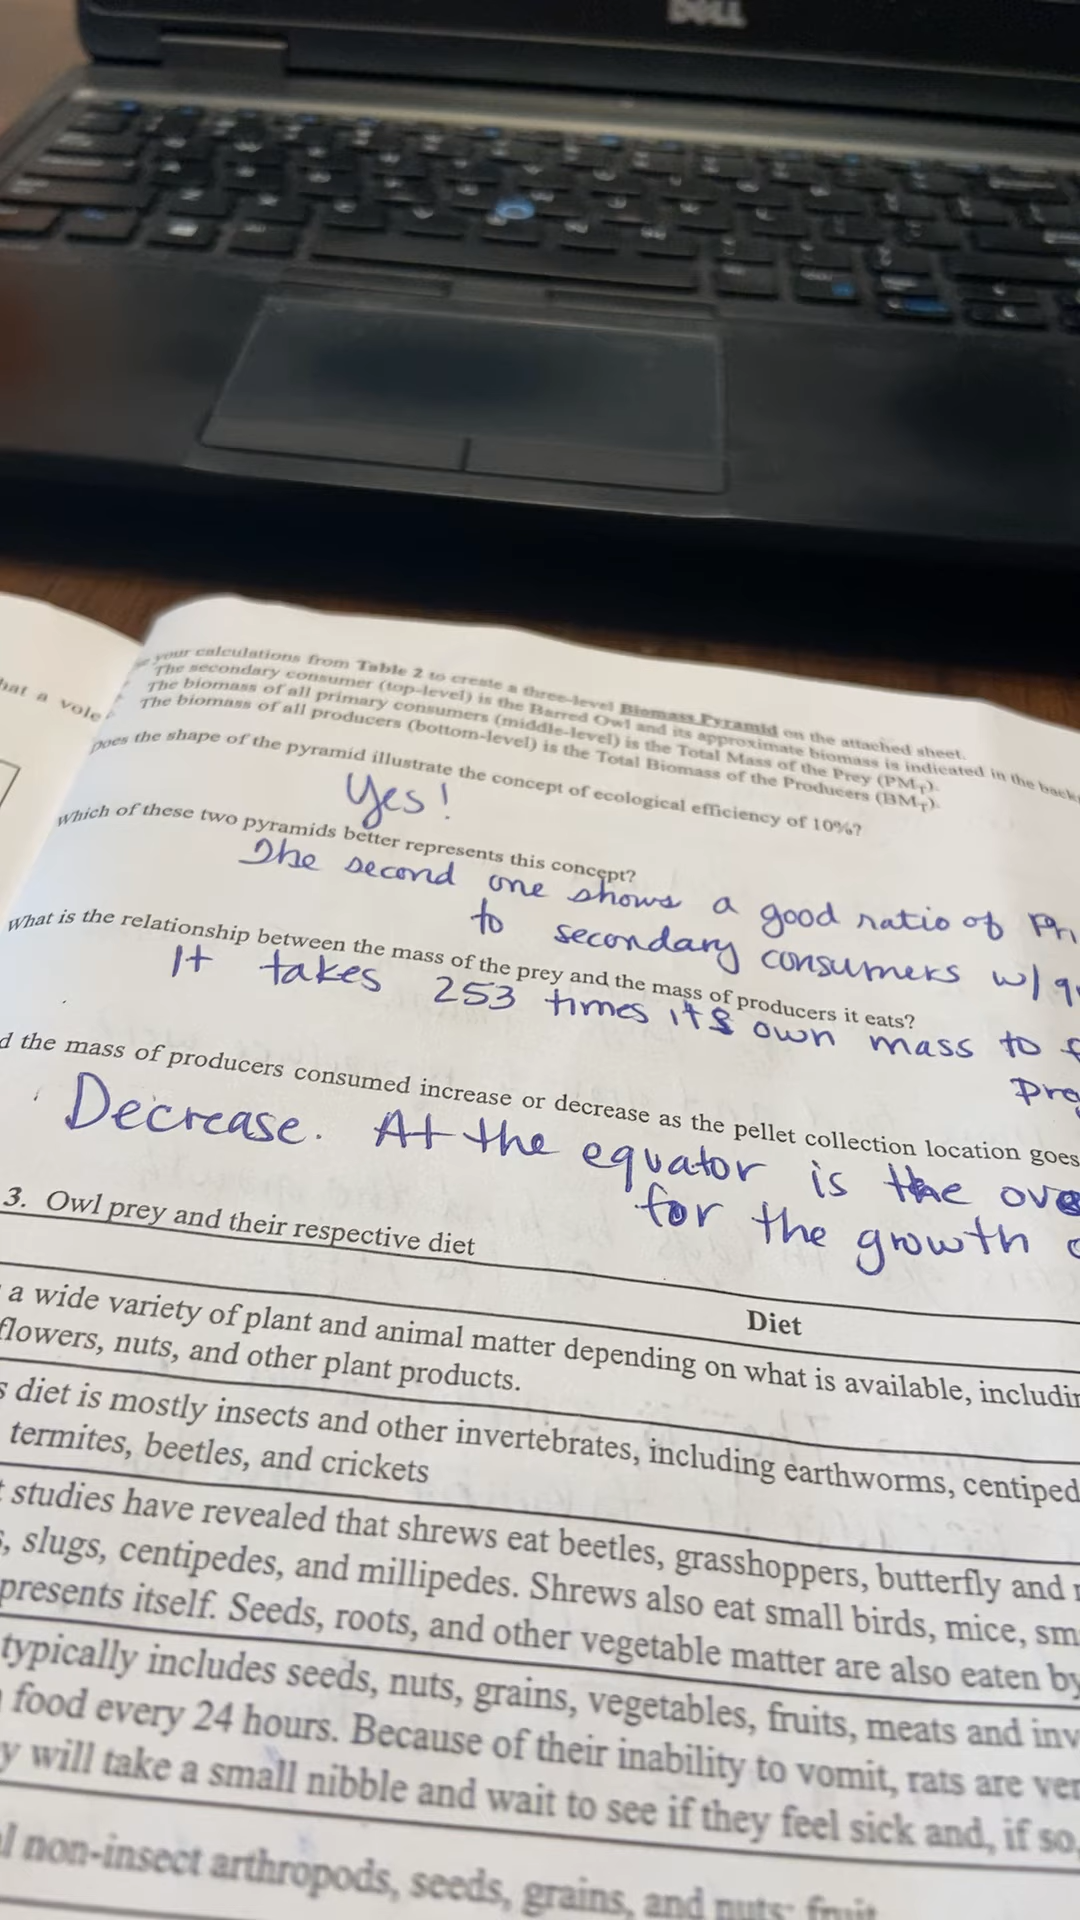 DELL
your calculations from Table 2 to create a three-level Biomass Pyramid on the attached sheet.
The secondary consumer (top-level) is the Barred Owl and its approximate biomass is indicated in the back
The biomass of all primary consumers (middle-level) is the Total Mass of the Prey (PMT).
The biomass of all producers (bottom-level) is the Total Biomass of the Producers (BMT).
hat a vole
Does the shape of the pyramid illustrate the concept of ecological efficiency of 10%?
Yes!
Which of these two pyramids better represents this concept?
The second one shows a good ratio of Pri
to secondary consumers w/
What is the relationship between the mass of the prey and the mass of producers it eats?
It takes 253 times its own mass to f
pre
d the mass of producers consumed increase or decrease as the pellet collection location goes
Decrease. At the equator is the ove
for the growth
3. Owl prey and their respective diet
Diet
a wide variety of plant and animal matter depending on what is available, includin
flowers, nuts, and other plant products.
s diet is mostly insects and other invertebrates, including earthworms, centiped
termites, beetles, and crickets
t studies have revealed that shrews eat beetles, grasshoppers, butterfly and
s, slugs, centipedes, and millipedes. Shrews also eat small birds, mice, sm
presents itself. Seeds, roots, and other vegetable matter are also eaten by
typically includes seeds, nuts, grains, vegetables, fruits, meats and inv
food every 24 hours. Because of their inability to vomit, rats are ver
y will take a small nibble and wait to see if they feel sick and, if so,
l non-insect arthropods, seeds, grains, and nuts; fruit